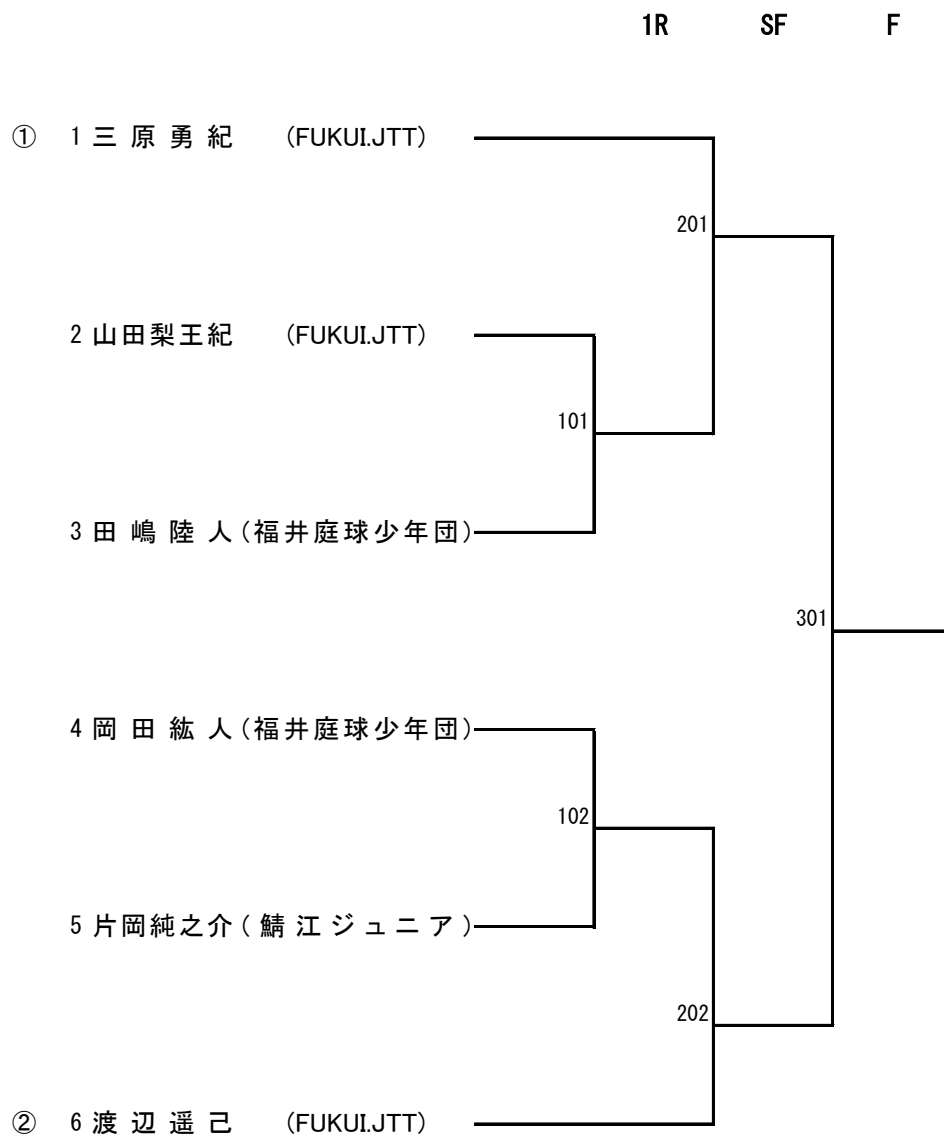 1R SF F
① 1 三原勇紀 (FUKUI.JTT)
201
2 山田梨王紀 (FUKUI.JTT)
101
3 田嶋陸人 (福井庭球少年団)
301
4 岡田紘人 (福井庭球少年団)
102
5 片岡純之介 (鯖江ジュニア)
202
② 6 渡辺遥己 (FUKUI.JTT)